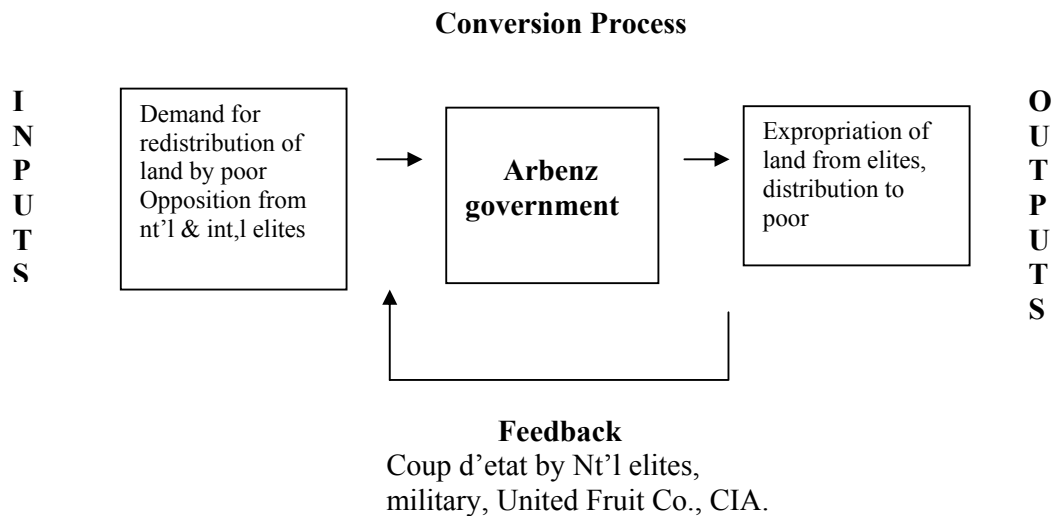 Conversion Process
I
N
P
U
T
S
Demand for
redistribution of
land by poor
Opposition from
nt'l & int,l elites
Arbenz
government
Expropriation of
land from elites,
distribution to
poor
O
U
T
P
U
T
S
Feedback
Coup d'etat by Nt'l elites,
military, United Fruit Co., CIA.